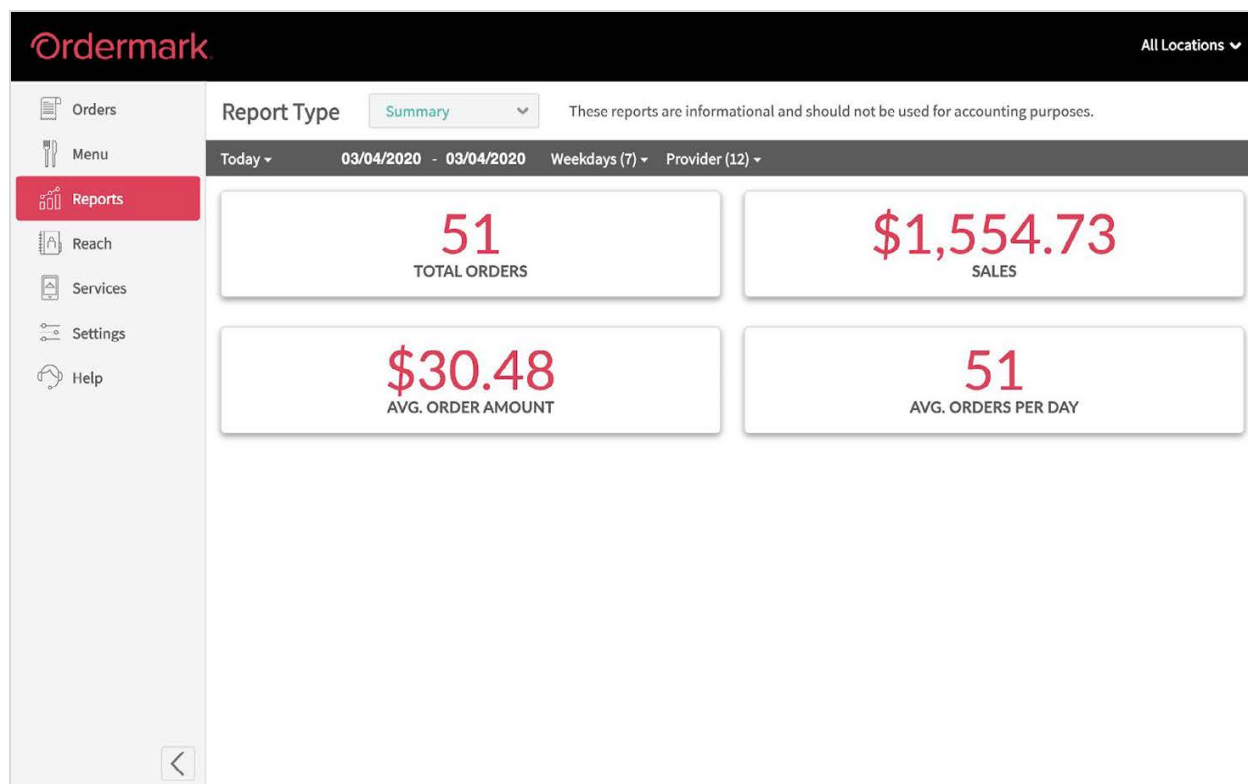 Ordermark.
All Locations
Orders
Menu
Reports
Reach
Services
Settings
Help
Report Type
Summary
These reports are informational and should not be used for accounting purposes.
Today
03/04/2020 - 03/04/2020
Weekdays (7)
Provider (12)
51
TOTAL ORDERS
$1,554.73
SALES
$30.48
AVG. ORDER AMOUNT
51
AVG. ORDERS PER DAY